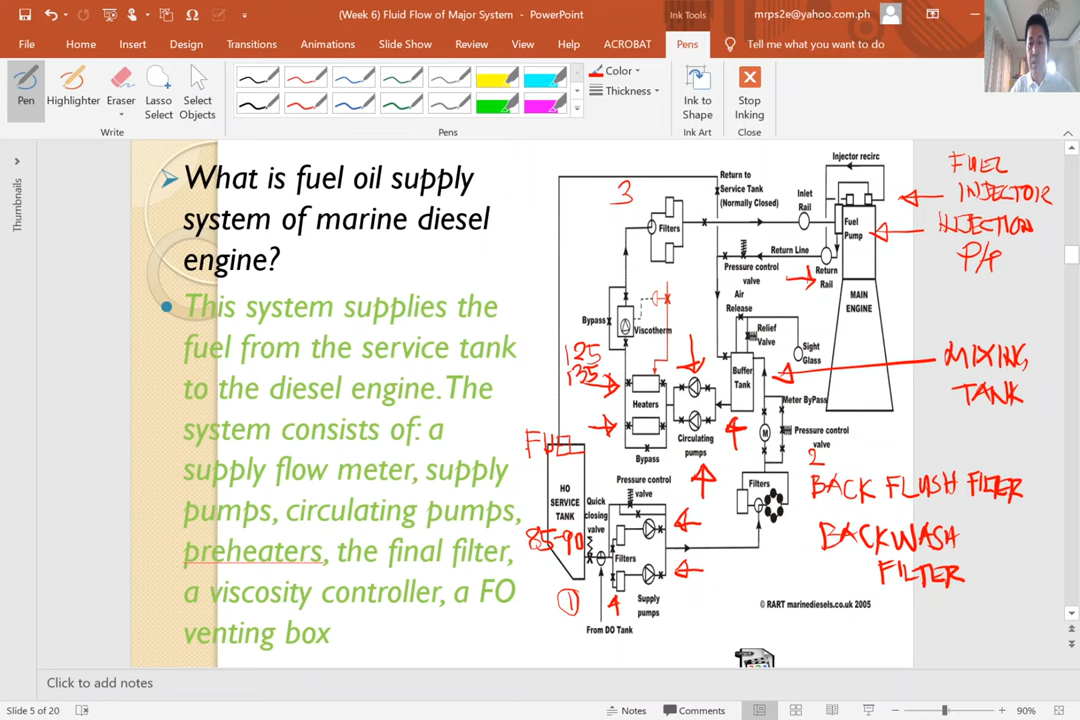 (Week 6) Fluid Flow of Major System - PowerPoint
Ink Tools
mrps2e@yahoo.com.ph
File
Home
Insert
Design
Transitions
Animations
Slide Show
Review
View
Help
ACROBAT
Pens
Tell me what you want to do
Pen
Highlighter
Eraser
Lasso
Select
Select
Objects
Color
Thickness
Ink to
Shape
Stop
Inking
Write
Pens
Ink Art
Close
Thumbnails
What is fuel oil supply
system of marine diesel
engine?
This system supplies the
fuel from the service tank
to the diesel engine. The
system consists of: a
supply flow meter, supply
pumps, circulating pumps,
preheaters, the final filter,
a viscosity controller, a FO
venting box
Injector recirc
Return to
Service Tank
(Normally Closed)
Inlet
Rail
3
Filters
Fuel
Pump
Return Line
Pressure control
valve
Return
Rail
Air
Release
MAIN
ENGINE
Bypass
Viscotherm
Relief
Valve
Sight
Glass
125
135
Heaters
Buffer
Tank
Meter ByPass
M
Circulating
pumps
Pressure control
valve
Bypass
FUEL
2
Pressure control
valve
Filters
HO
SERVICE
TANK
Quick
closing
valve
85-90
Filters
1
4
Supply
pumps
From DO Tank
© RART marinediesels.co.uk 2005
FUEL
INJECTOR
INJECTION
P/P
MIXING
TANK
BACK FLUSH FILTER
BACKWASH
FILTER
Click to add notes
Slide 5 of 20
Notes
Comments
90%